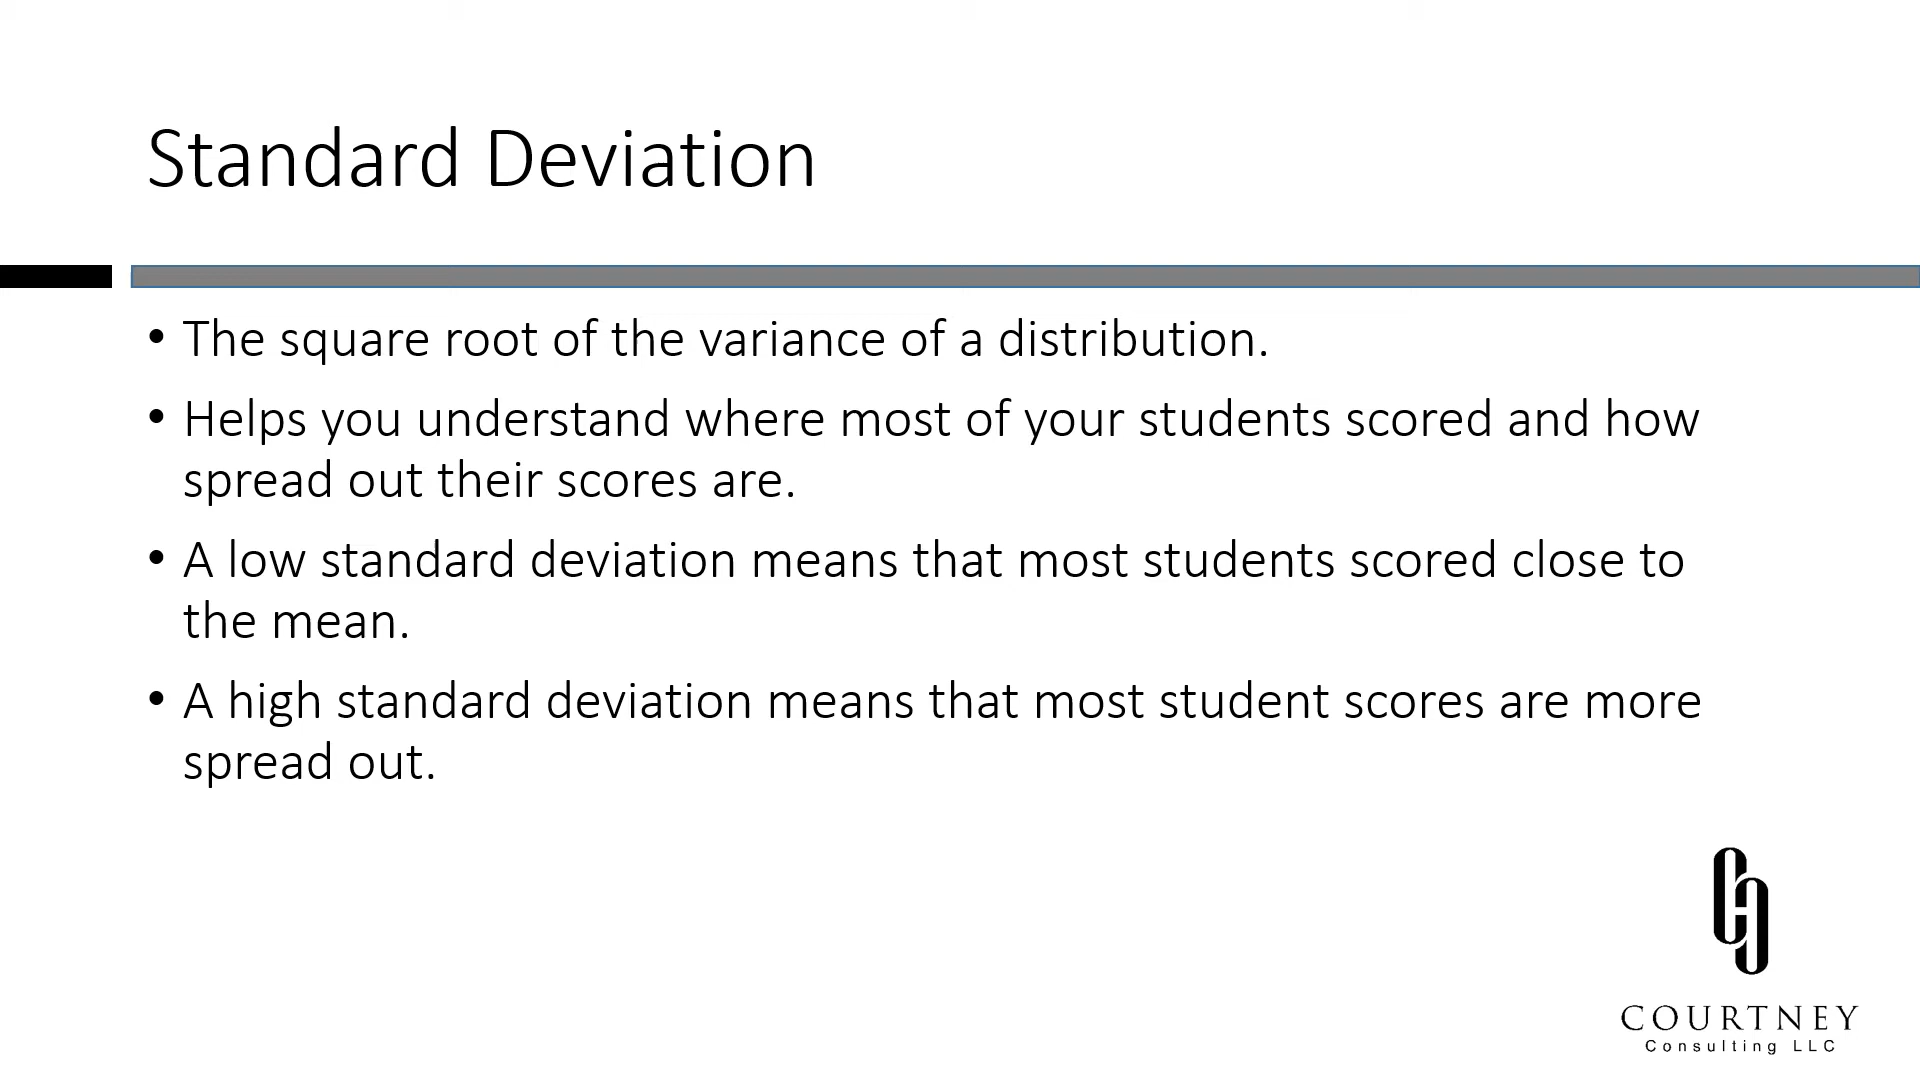 Standard Deviation
• The square root of the variance of a distribution.
• Helps you understand where most of your students scored and how
spread out their scores are.
• A low standard deviation means that most students scored close to
the mean.
• A high standard deviation means that most student scores are more
spread out.
COURTNEY
Consulting LLC